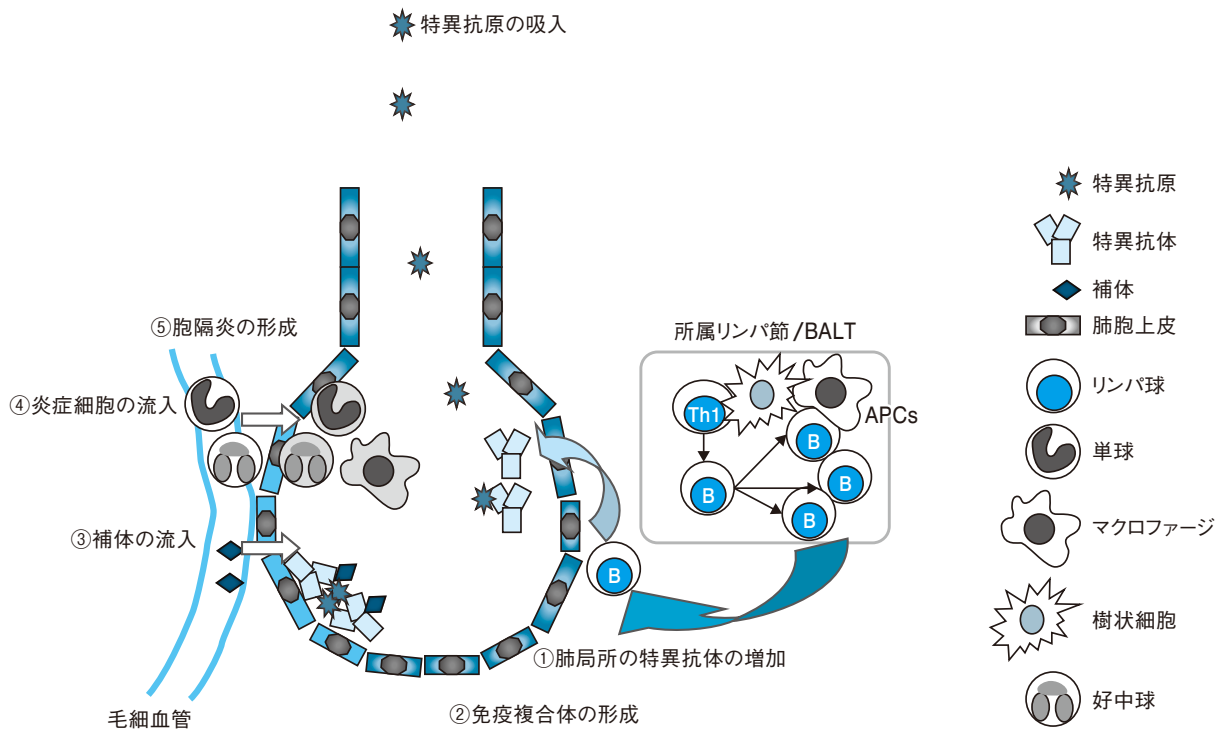 特異抗原の吸入
⑤胞隔炎の形成
④炎症細胞の流入
③補体の流入
毛細血管
②免疫複合体の形成
①肺局所の特異抗体の増加
所属リンパ節/BALT
Th1
APCs
B
B
B
B
B
特異抗原
特異抗体
補体
肺胞上皮
リンパ球
単球
マクロファージ
樹状細胞
好中球